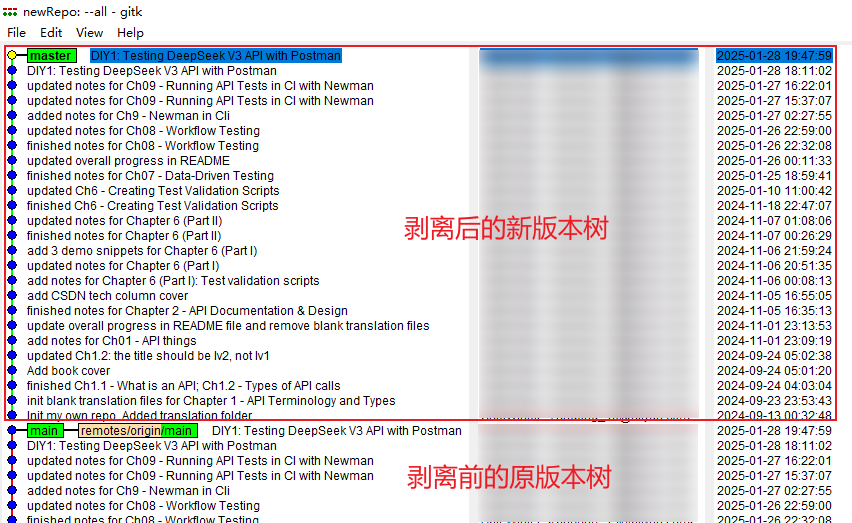 newRepo: --all - gitk
File Edit View Help
master DIY1: Testing DeepSeek V3 API with Postman 2025-01-28 19:47:59
DIY1: Testing DeepSeek V3 API with Postman 2025-01-28 18:11:02
updated notes for Ch09 - Running API Tests in CI with Newman 2025-01-27 16:22:01
updated notes for Ch09 - Running API Tests in CI with Newman 2025-01-27 15:37:07
added notes for Ch9 - Newman in Cli 2025-01-27 02:27:55
updated notes for Ch08 - Workflow Testing 2025-01-26 22:59:00
finished notes for Ch08 - Workflow Testing 2025-01-26 22:32:08
updated overall progress in README 2025-01-26 00:11:33
finished notes for Ch07 - Data-Driven Testing 2025-01-25 18:59:41
updated Ch6 - Creating Test Validation Scripts 2025-01-10 11:00:42
finished Ch6 - Creating Test Validation Scripts 2024-11-18 22:47:07
updated notes for Chapter 6 (Part II) 2024-11-07 01:08:06
剥离后的新版本树
finished notes for Chapter 6 (Part II) 2024-11-07 00:26:29
add 3 demo snippets for Chapter 6 (Part I) 2024-11-06 21:59:24
updated notes for Chapter 6 (Part I) 2024-11-06 20:51:35
add notes for Chapter 6 (Part I): Test validation scripts 2024-11-06 00:08:13
add CSDN tech column cover 2024-11-05 16:55:05
finished notes for Chapter 2 - API Documentation & Design 2024-11-05 16:35:13
update overall progress in README file and remove blank translation files 2024-11-01 23:13:53
add notes for Ch01 - API things 2024-11-01 23:09:19
updated Ch1.2: the title should be lv2, not lv1 2024-09-24 05:02:38
Add book cover 2024-09-24 05:01:20
finished Ch1.1 - What is an API; Ch1.2 - Types of API calls 2024-09-24 04:03:04
init blank translation files for Chapter 1 - API Terminology and Types 2024-09-23 23:53:43
Init my own repo. Added translation folder 2024-09-13 00:32:48
main remotes/origin/main DIY1: Testing DeepSeek V3 API with Postman 2025-01-28 19:47:59
DIY1: Testing DeepSeek V3 API with Postman 2025-01-28 18:11:02
updated notes for Ch09 - Running API Tests in CI with Newman 2025-01-27 16:22:01
剥离前的原版本树
updated notes for Ch09 - Running API Tests in CI with Newman 2025-01-27 15:37:07
added notes for Ch9 - Newman in Cli 2025-01-27 02:27:55
updated notes for Ch08 - Workflow Testing 2025-01-26 22:59:00
finished notes for Ch08 - Workflow Testing 2025-01-26 22:32:08